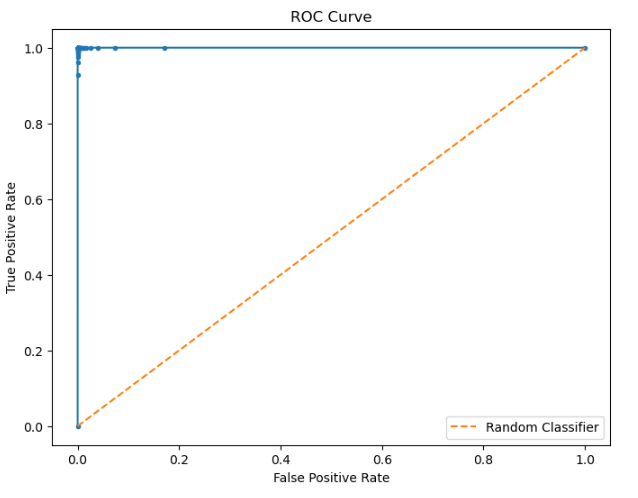 ROC Curve
True Positive Rate
1.0
0.8
0.6
0.4
0.2
0.0
Random Classifier
0.0 0.2 0.4 0.6 0.8 1.0
False Positive Rate